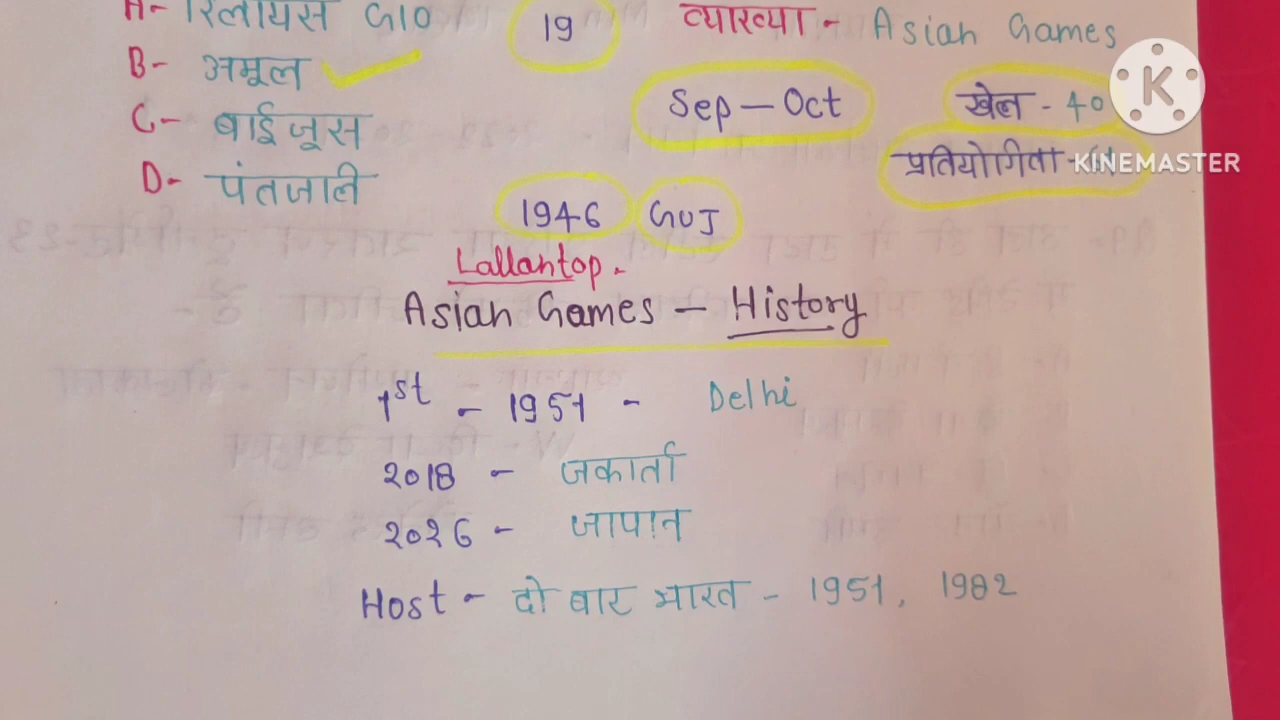 A- रिलायंस GIO
19
व्याख्या - Asian Games
B- अमूल
Sep - Oct
खेल - 40
C- बाईजूस
प्रतियोगिता -
D- पंतजाली
1946 GUJ
Lallantop.
Asian Games - History
1st - 1951 - Delhi
2018 - जकार्ता
2026 - जापान
Host - दो बार भारत - 1951, 1982
K
KINEMASTER